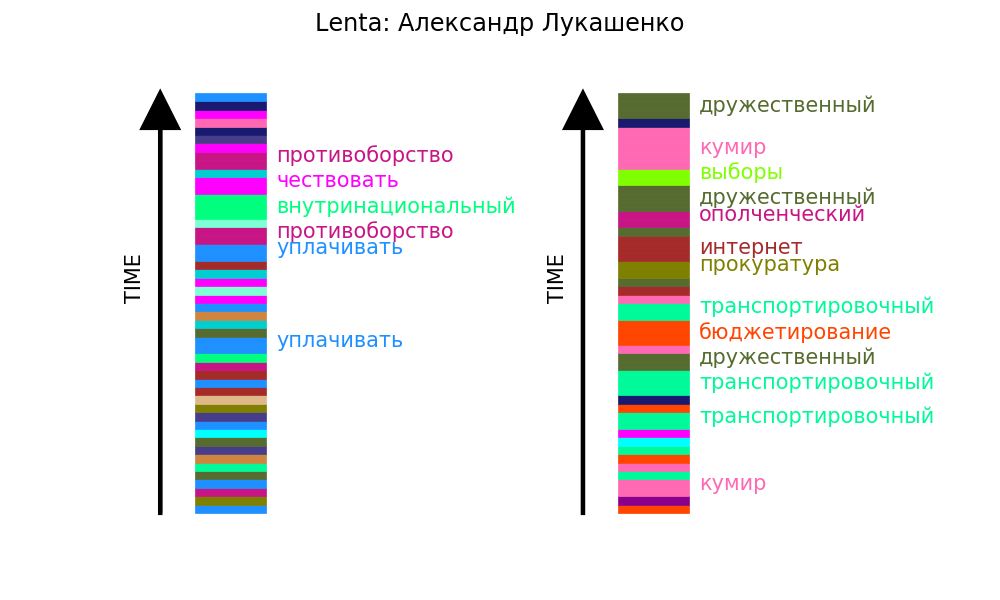 Lenta: Александр Лукашенко
TIME
противоборство
чествовать
внутринациональный
противоборство
уплачивать
уплачивать
TIME
дружественный
кумир
выборы
дружественный
ополченческий
интернет
прокуратура
транспортировочный
бюджетирование
дружественный
транспортировочный
транспортировочный
кумир